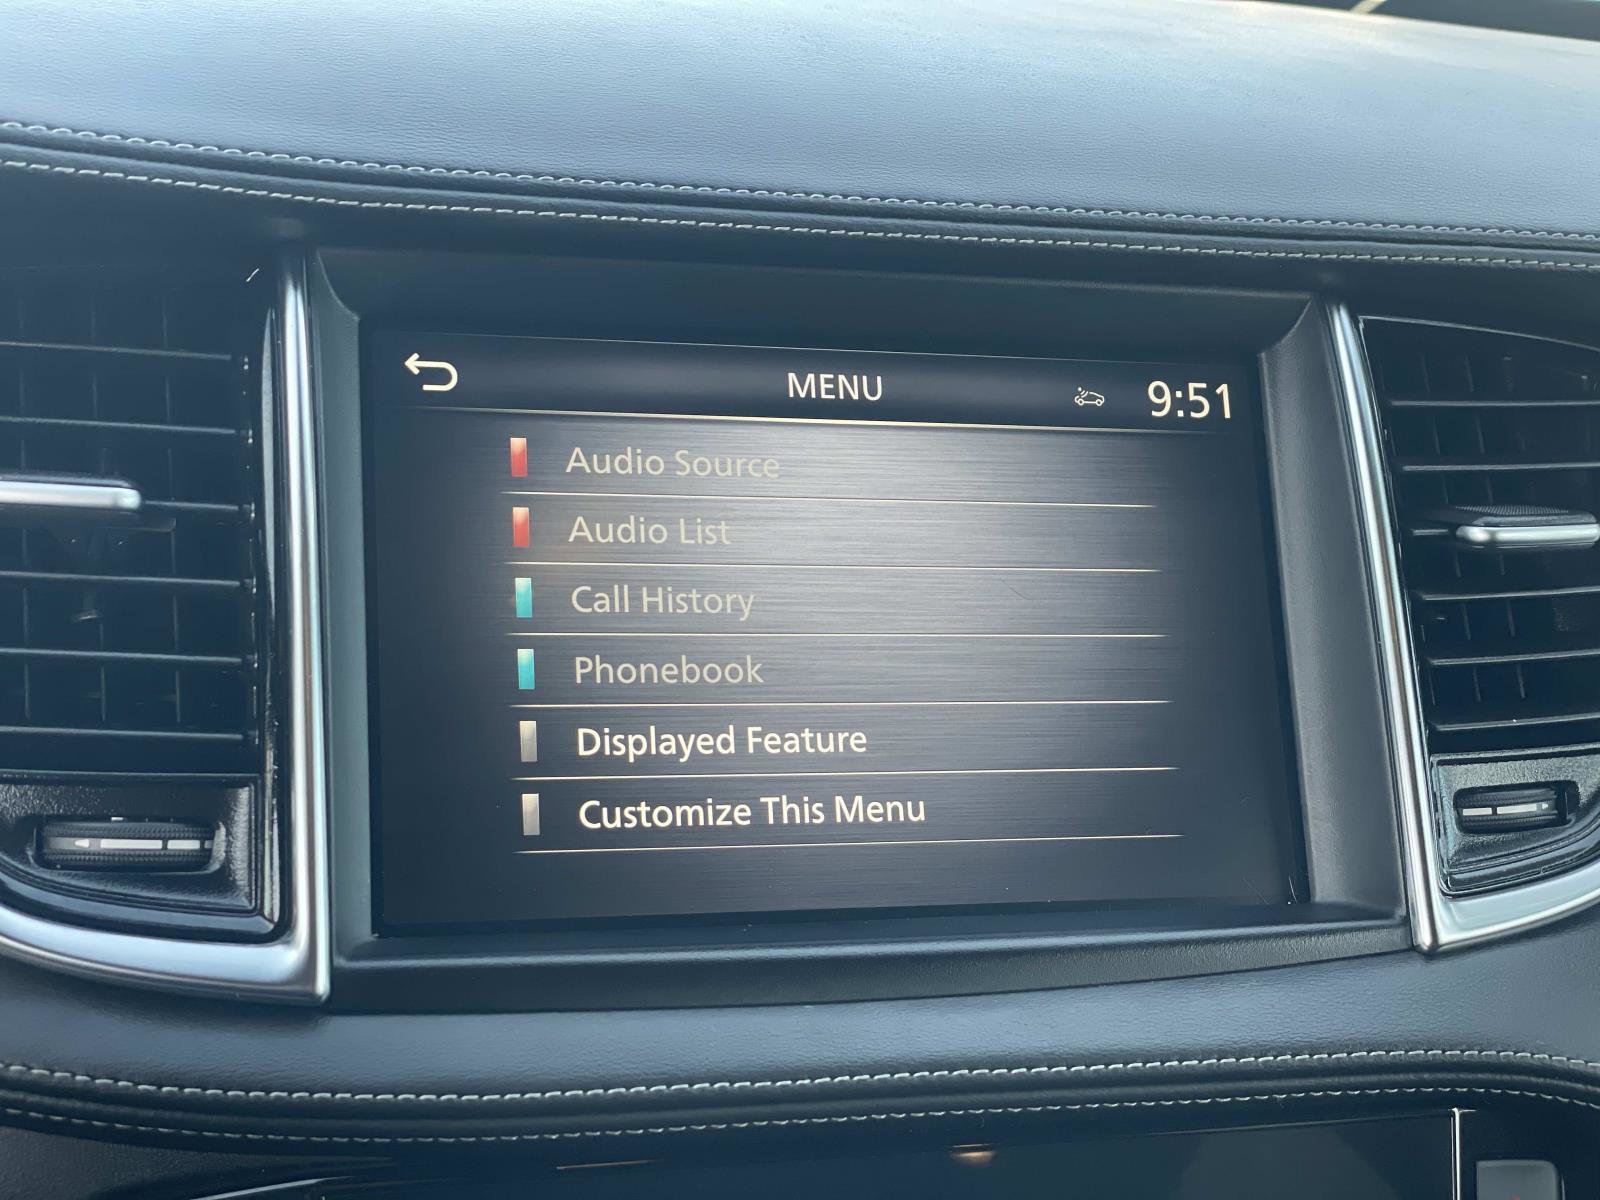 MENU 9:51
Audio Source
Audio List
Call History
Phonebook
Displayed Feature
Customize This Menu